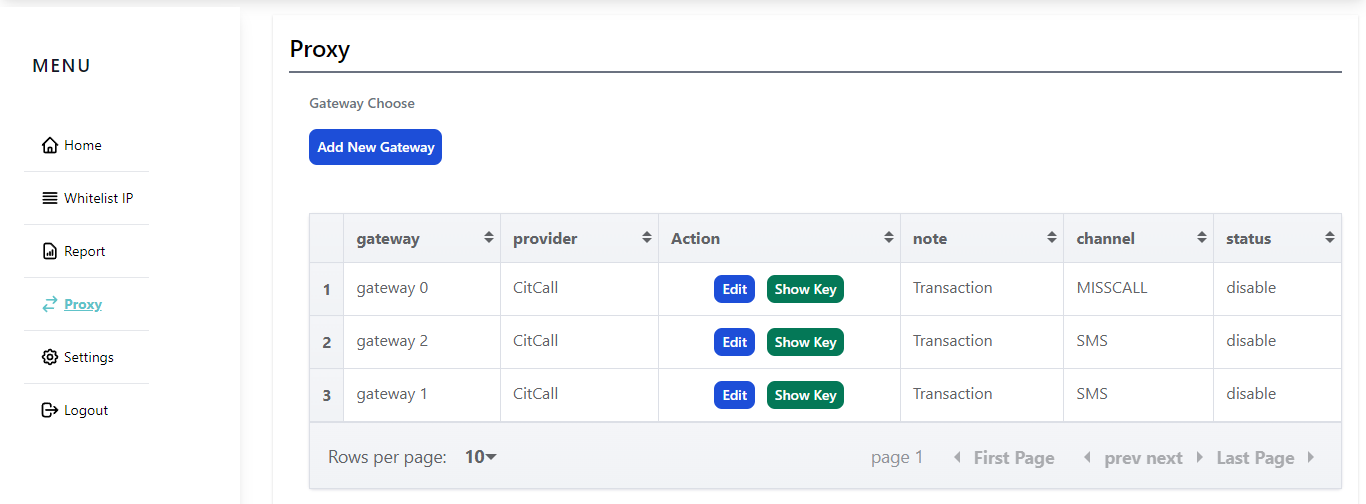 MENU
Home
Whitelist IP
Report
Proxy
Settings
Logout
Proxy
Gateway Choose
Add New Gateway
gateway provider Action note channel status
1 gateway 0 CitCall Edit Show Key Transaction MISSCALL disable
2 gateway 2 CitCall Edit Show Key Transaction SMS disable
3 gateway 1 CitCall Edit Show Key Transaction SMS disable
Rows per page: 10 page 1 First Page prev next Last Page